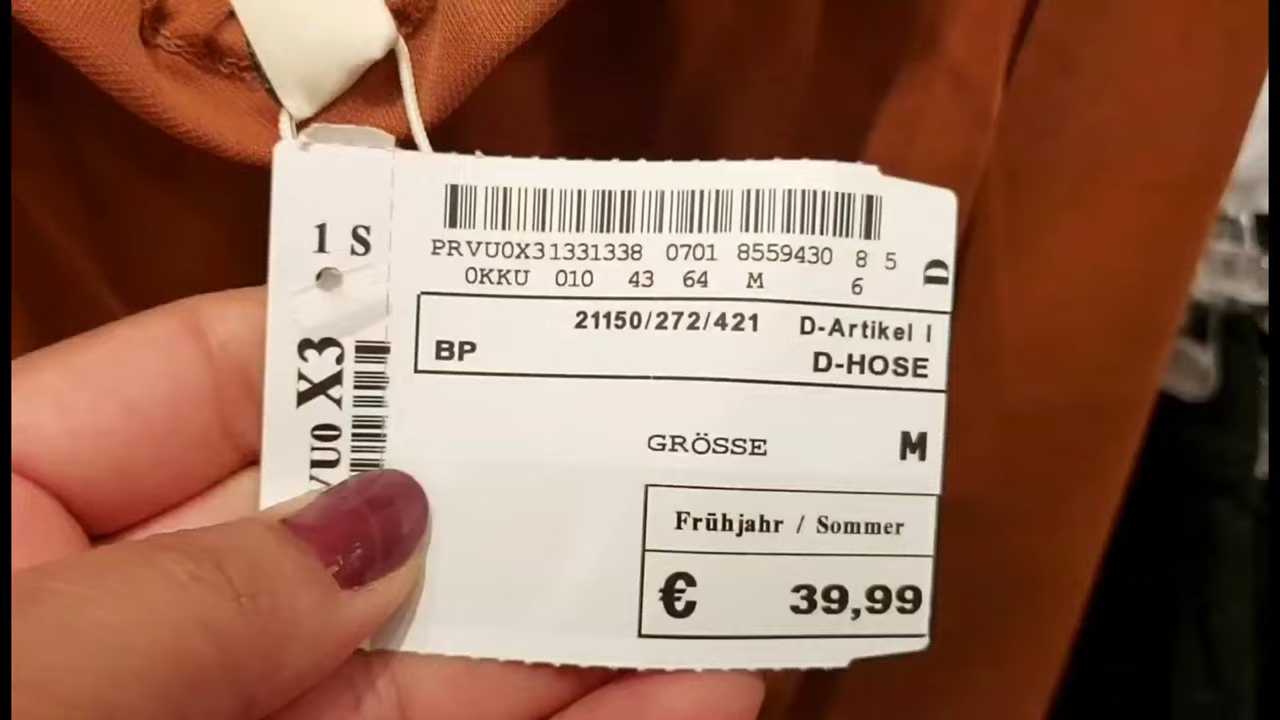 1 S
PRVU0X31331338 0701 8559430 8 5
0KKU 010 43 64 M 6
D
21150/272/421 D-Artikel I
BP D-HOSE
X3
VU0
GRÖSSE M
Frühjahr / Sommer
€ 39,99